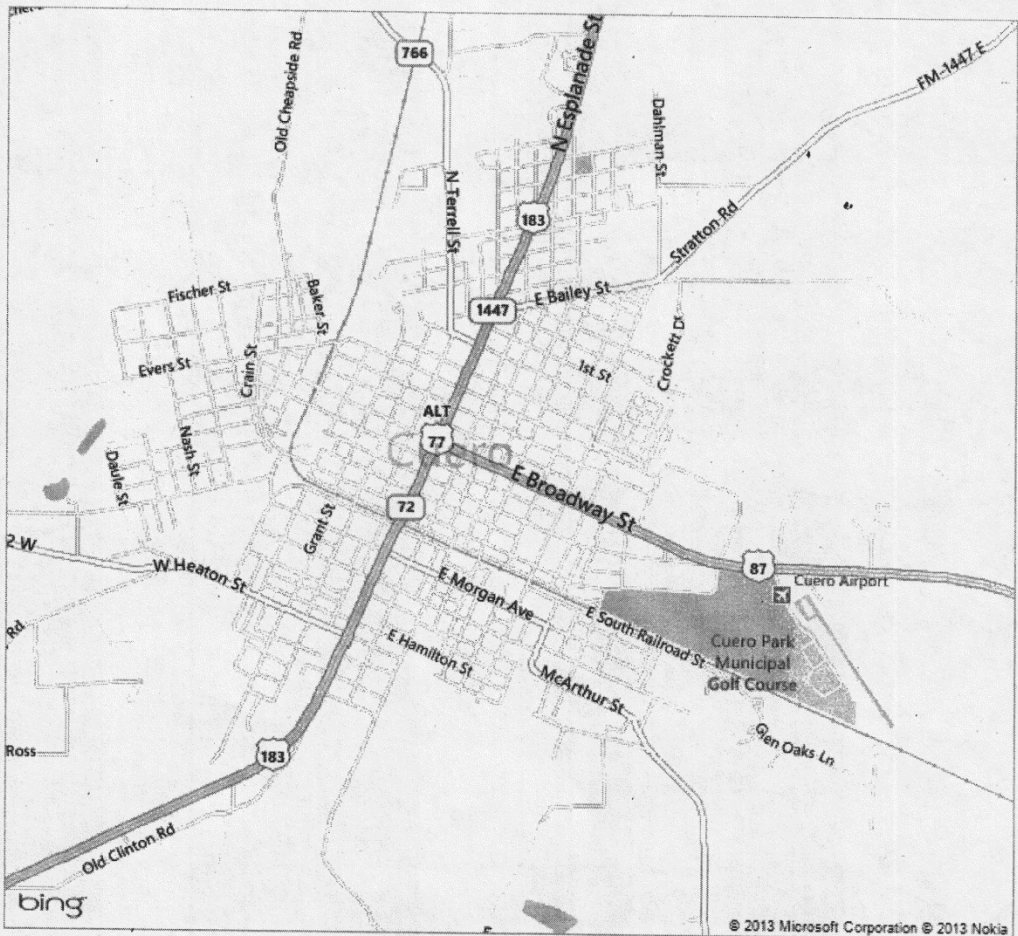 766
Old Cheapside Rd
N Esplanade St
FM-1447 E
Dahlman St
N Terrell St
183
Stratton Rd
Fischer St
Baker St
E Bailey St
1447
Evers St
Crain St
1st St
Crockett D
ALT
77
Cuero
Nash St
Daule St
E Broadway St
72
Grant St
2 W
W Heaton St
87
Cuero Airport
E Morgan Ave
E South Railroad St
Rd
E Hamilton St
Cuero Park
Municipal
Golf Course
McArthur St
Ross
183
Glen Oaks Ln
Old Clinton Rd
bing
© 2013 Microsoft Corporation © 2013 Nokia